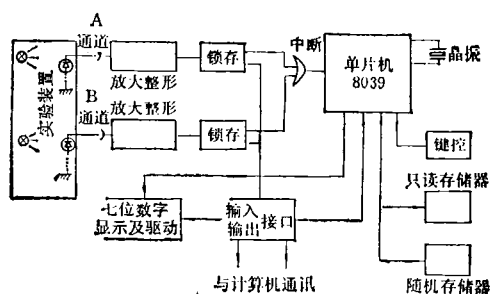 A
通道
放大整形
锁存
中断
单片机
8039
晶振
实验装置
B
通道
放大整形
锁存
键控
只读存储器
七位数字
显示及驱动
输入
输出
接口
随机存储器
与计算机通讯